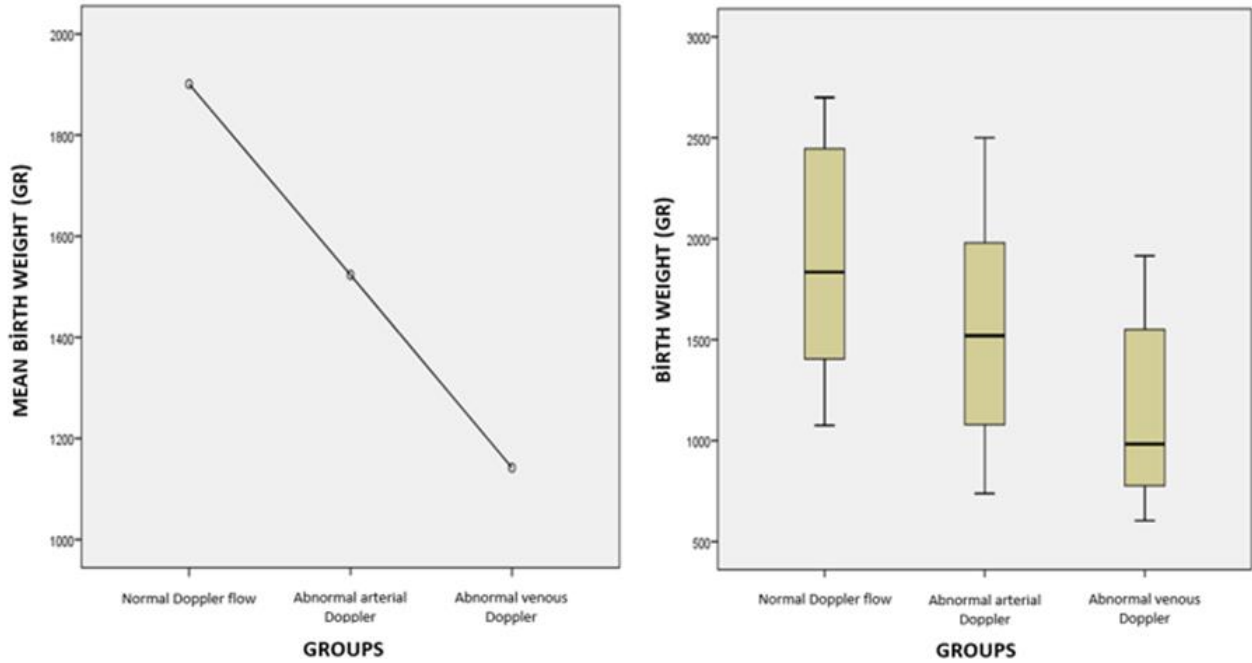 MEAN BİRTH WEIGHT (GR)
2000
1800
1600
1400
1200
1000
Normal Doppler flow
Abnormal arterial
Doppler
Abnormal venous
Doppler
GROUPS
BİRTH WEIGHT (GR)
3000
2500
2000
1500
1000
500
Normal Doppler flow
Abnormal arterial
Doppler
Abnormal venous
Doppler
GROUPS